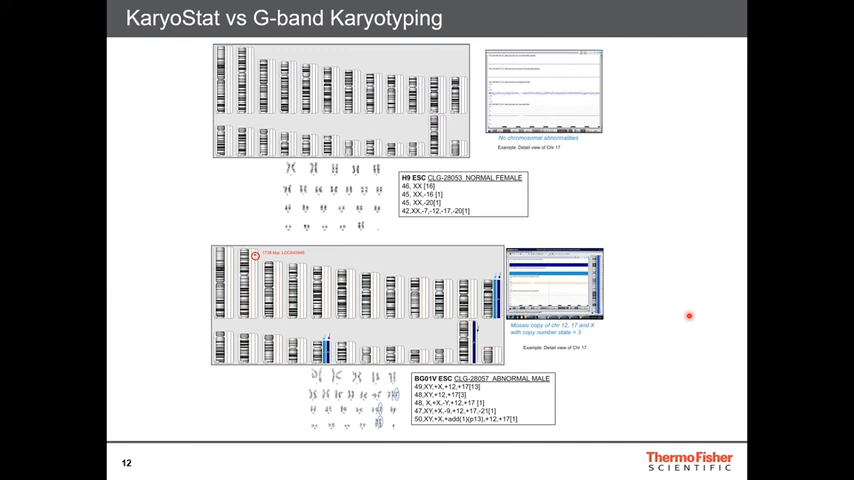 KaryoStat vs G-band Karyotyping
No chromosomal abnormalities
Example: Detail view of Chr 17
H9 ESC CLG-28053 NORMAL FEMALE
46, XX [16]
45, XX,-16 [1]
45, XX,-20[1]
42,XX,-7,-12,-17,-20[1]
Mosaic copy of chr 12, 17 and X
with copy number state = 3
Example: Detail view of Chr 17
BG01V ESC CLG-28057 ABNORMAL MALE
49,XY,+X,+12,+17[13]
48,XY,+12,+17[3]
48, X,+X,-Y,+12,+17 [1]
47,XY,+X,-9,+12,+17,-21[1]
50,XY,+X,+add(1)(p13),+12,+17[1]
12
ThermoFisher
SCIENTIFIC